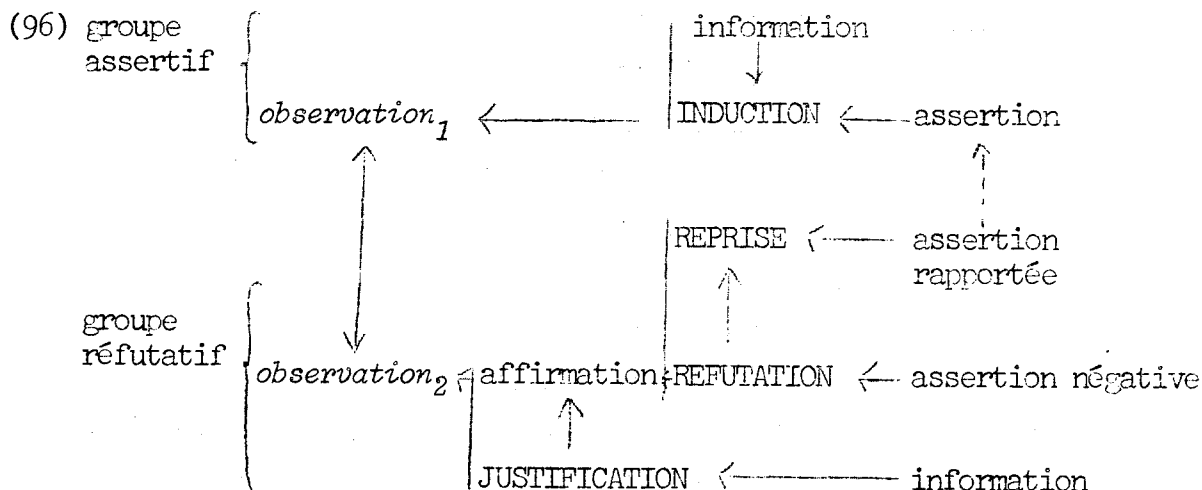 (96) groupe information
assertif
observation1 INDUCTION assertion
REPRISE assertion
rapportée
groupe
réfutatif
observation2 affirmation REFUTATION assertion négative
JUSTIFICATION information